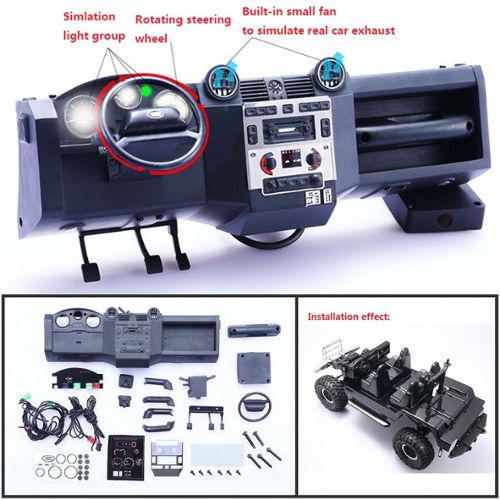 Simlation
light group
Rotating steering
wheel
Built-in small fan
to simulate real car exhaust
Installation effect: